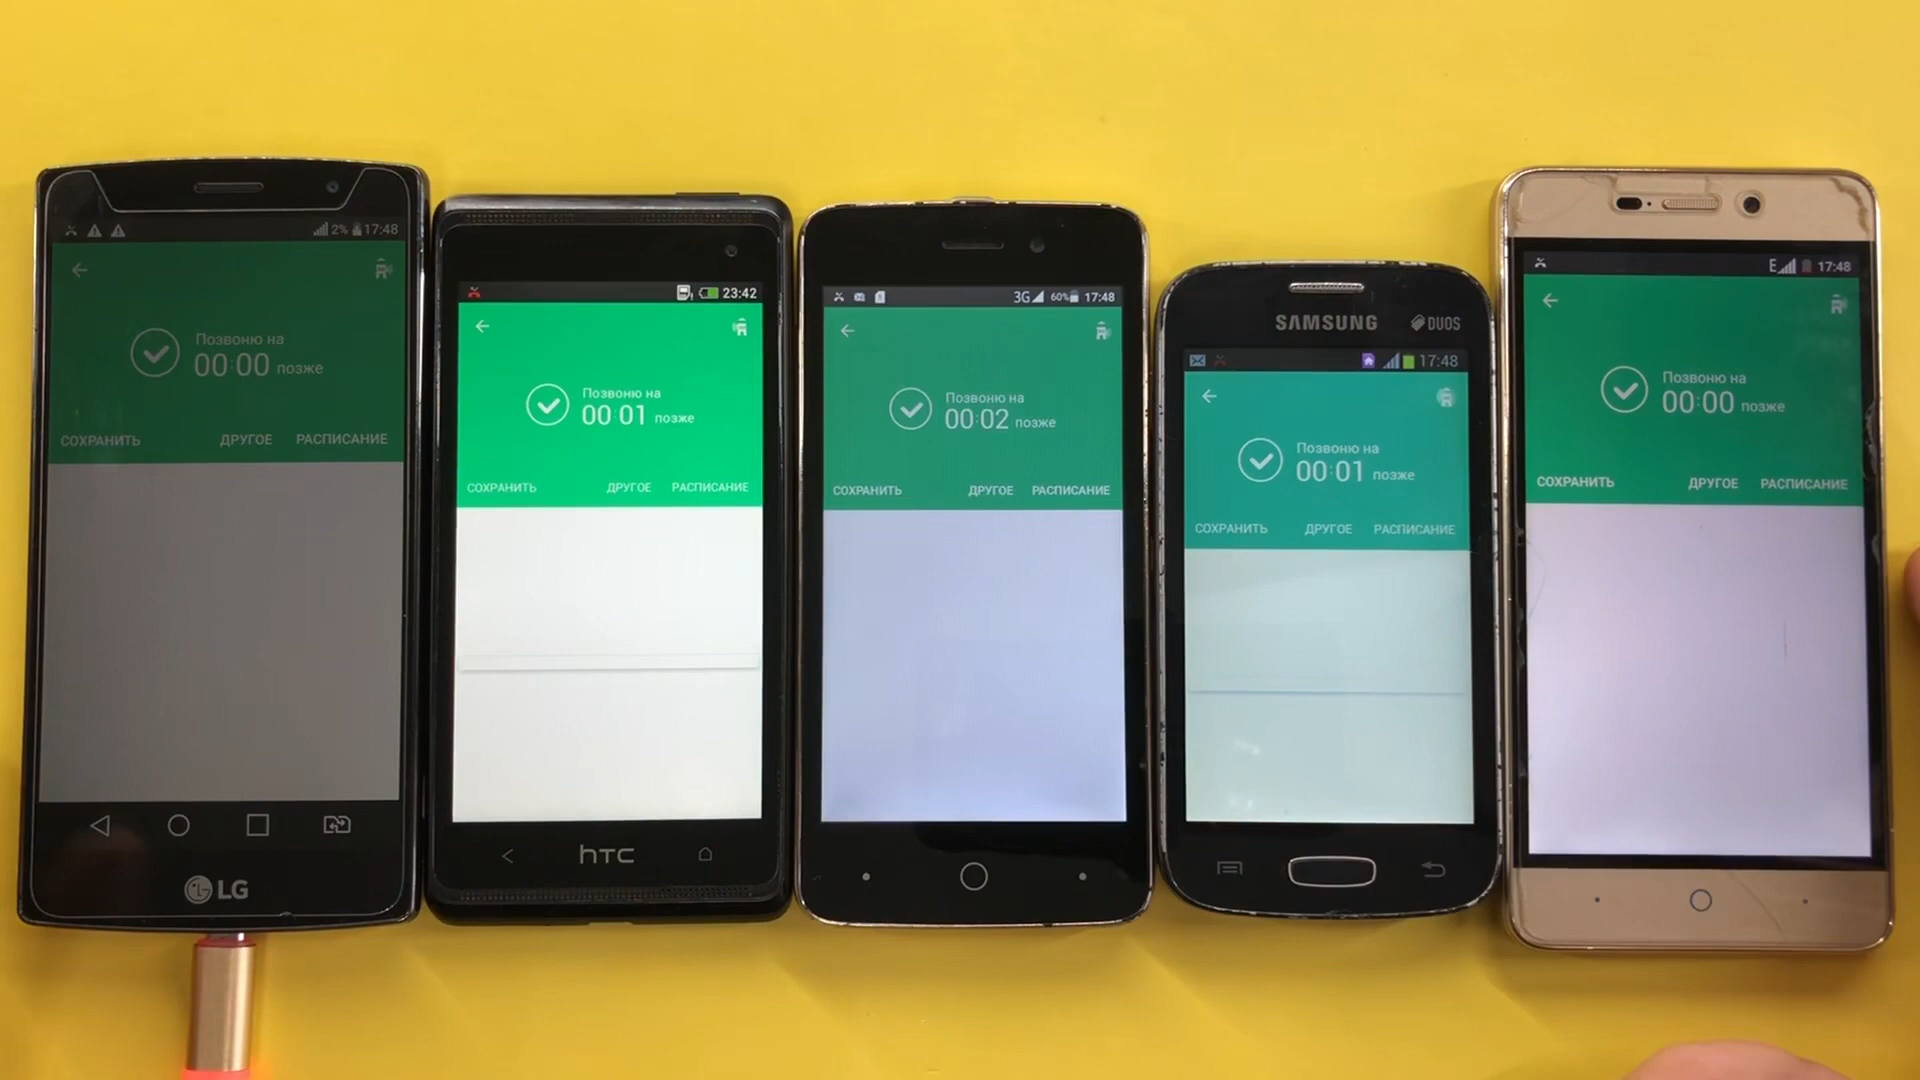 2% 17:48
Позвоню на
00:00 позже
СОХРАНИТЬ ДРУГОЕ РАСПИСАНИЕ
LG
23:42
Позвоню на
00:01 позже
СОХРАНИТЬ ДРУГОЕ РАСПИСАНИЕ
hTC
3G 60% 17:48
Позвоню на
00:02 позже
СОХРАНИТЬ ДРУГОЕ РАСПИСАНИЕ
SAMSUNG DUOS
17:48
Позвоню на
00:01 позже
СОХРАНИТЬ ДРУГОЕ РАСПИСАНИЕ
E 17:48
Позвоню на
00:00 позже
СОХРАНИТЬ ДРУГОЕ РАСПИСАНИЕ